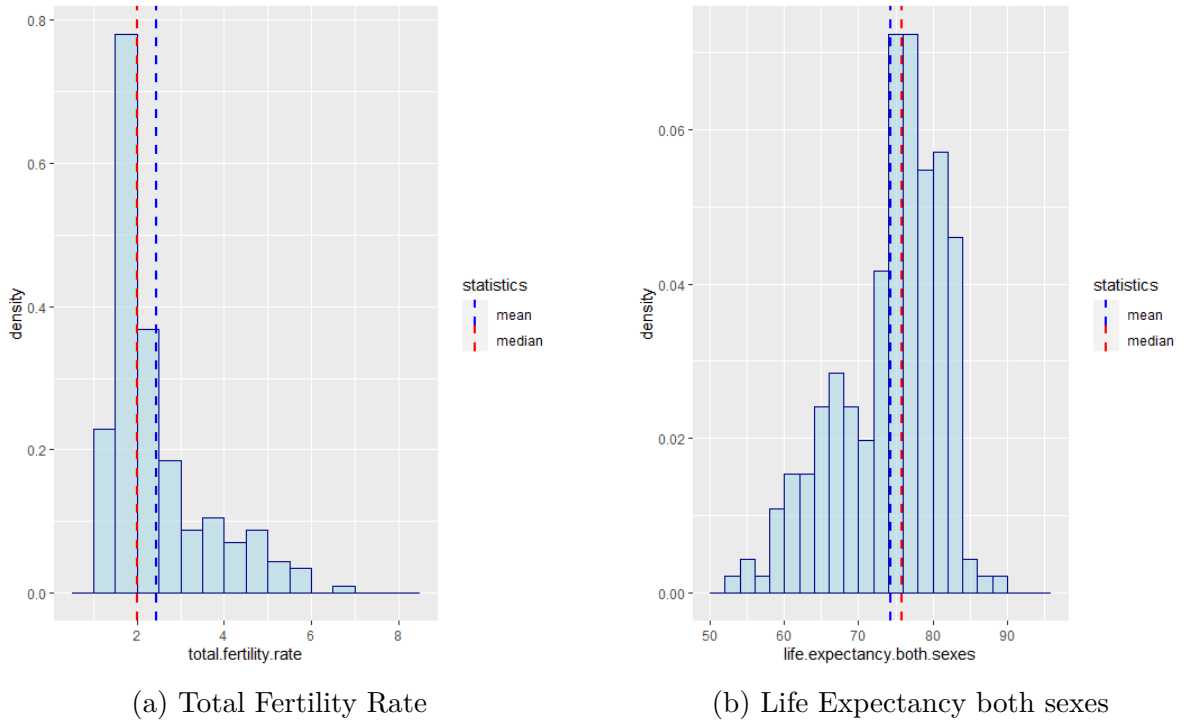 0.8
0.6
0.4
0.2
0.0
density
2
4
6
8
total.fertility.rate
statistics
mean
median
(a) Total Fertility Rate
0.06
0.04
0.02
0.00
density
50
60
70
80
90
life.expectancy.both.sexes
statistics
mean
median
(b) Life Expectancy both sexes